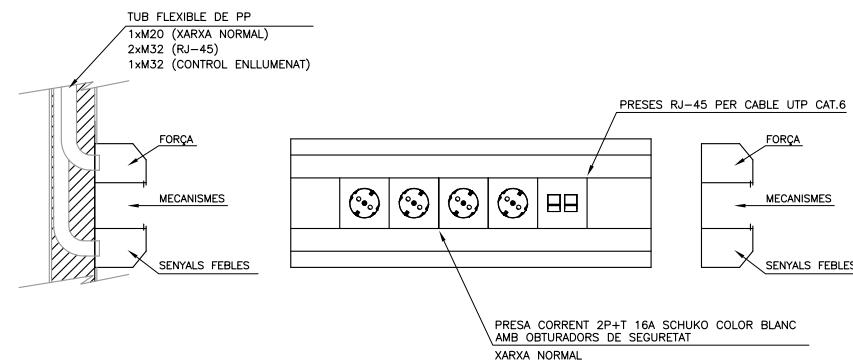 TUB FLEXIBLE DE PP
1xM20 (XARXA NORMAL)
2xM32 (RJ-45)
1xM32 (CONTROL ENLLUMENAT)
PRESES RJ-45 PER CABLE UTP CAT.6
FORÇA
FORÇA
MECANISMES
MECANISMES
SENYALS FEBLES
SENYALS FEBLES
PRESA CORRENT 2P+T 16A SCHUKO COLOR BLANC
AMB OBTURADORS DE SEGURETAT
XARXA NORMAL